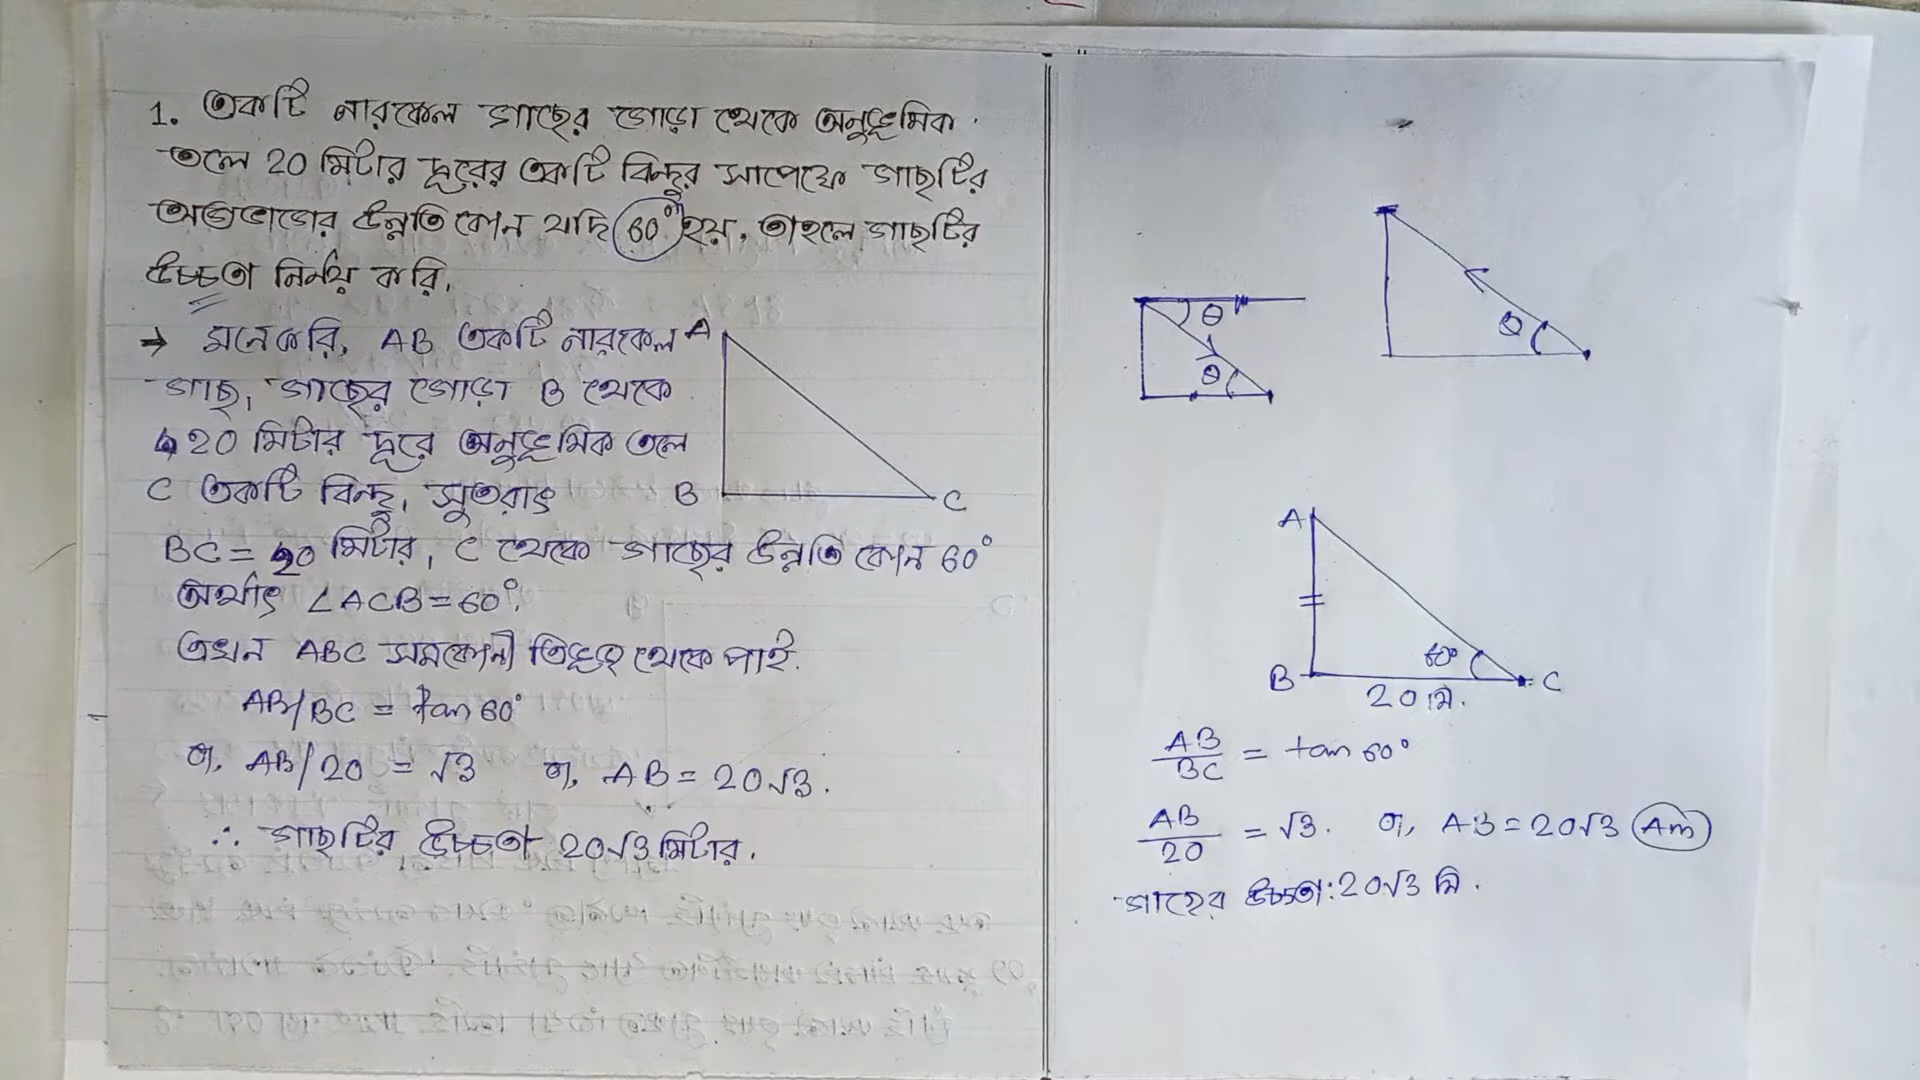 1. একটি নারকেল গাছের গোড়া থেকে অনুভূমিক
তলে 20 মিটার দূরের একটি বিন্দুর সাপেক্ষে গাছটির
অগ্রভাগের উন্নতি কোন যদি 60° হয়, তাহলে গাছটির
উচ্চতা নির্নয় করি।
→ মনেকরি, AB একটি নারকেল
গাছ, গাছের গোড়া B থেকে
20 মিটার দূরে অনুভূমিক তলে
C একটি বিন্দু, সুতরাং
BC = 20 মিটার, C থেকে গাছের উন্নতি কোন 60°
অর্থাৎ ∠ACB = 60°.
এখন ABC সমকোনী ত্রিভুজ থেকে পাই.
AB/BC = tan 60°
বা, AB/20 = √3 বা, AB = 20√3.
∴ গাছটির উচ্চতা 20√3 মিটার.
A
B
C
θ
θ
θ
A
B
C
60°
20 মি.
AB/BC = tan 60°
AB/20 = √3. বা, AB = 20√3 (Am)
গাছের উচ্চতা: 20√3 মি.